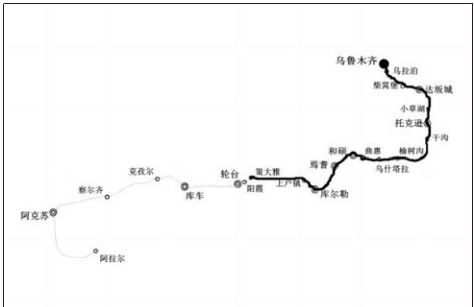 乌鲁木齐
乌拉泊
柴窝堡
达坂城
小草湖
托克逊
干沟
榆树沟
乌什塔拉
曲惠
和硕
焉耆
库尔勒
上户镇
策大雅
阳霞
轮台
库车
克孜尔
察尔齐
阿克苏
阿拉尔